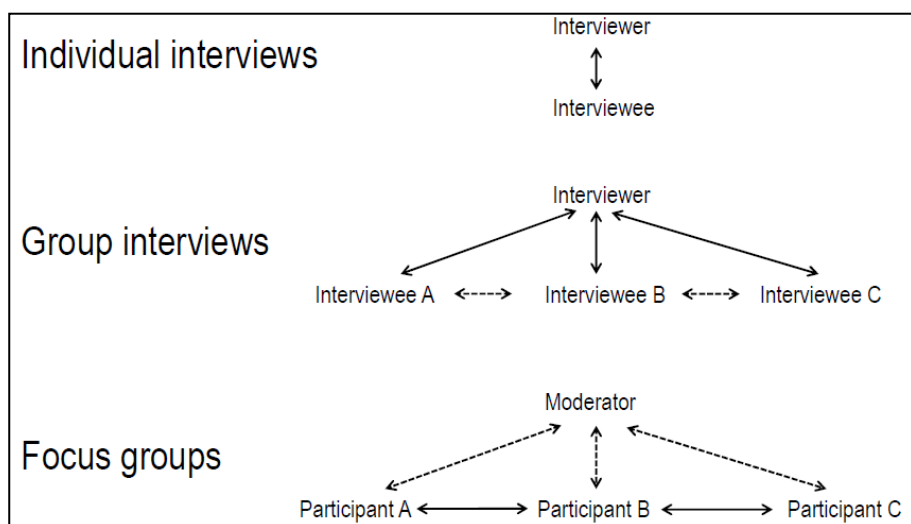 Individual interviews
Interviewer
Interviewee
Group interviews
Interviewer
Interviewee A
Interviewee B
Interviewee C
Focus groups
Moderator
Participant A
Participant B
Participant C